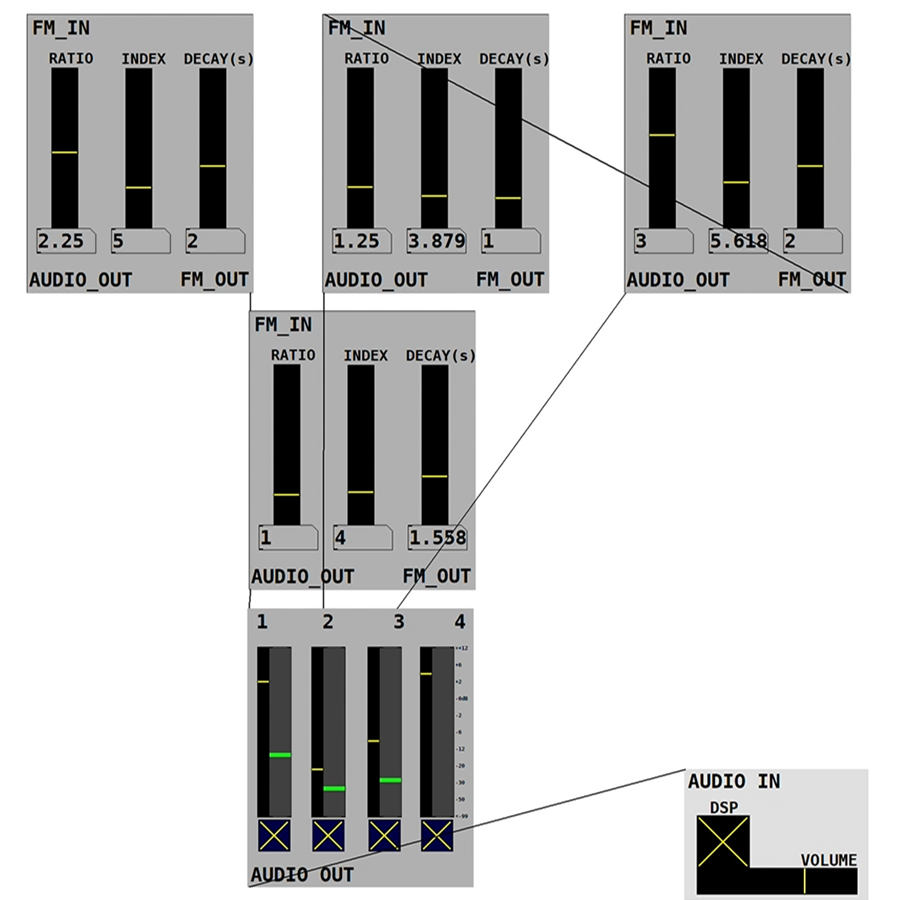 FM_IN
RATIO INDEX DECAY(s)
2.25 5 2
AUDIO_OUT FM_OUT
FM_IN
RATIO INDEX DECAY(s)
1.25 3.879 1
AUDIO_OUT FM_OUT
FM_IN
RATIO INDEX DECAY(s)
3 5.618 2
AUDIO_OUT FM_OUT
FM_IN
RATIO INDEX DECAY(s)
1 4 1.558
AUDIO_OUT FM_OUT
1 2 3 4
+6
+2
-0dB
-2
-6
-12
-20
-30
-50
AUDIO OUT
AUDIO IN
DSP
VOLUME